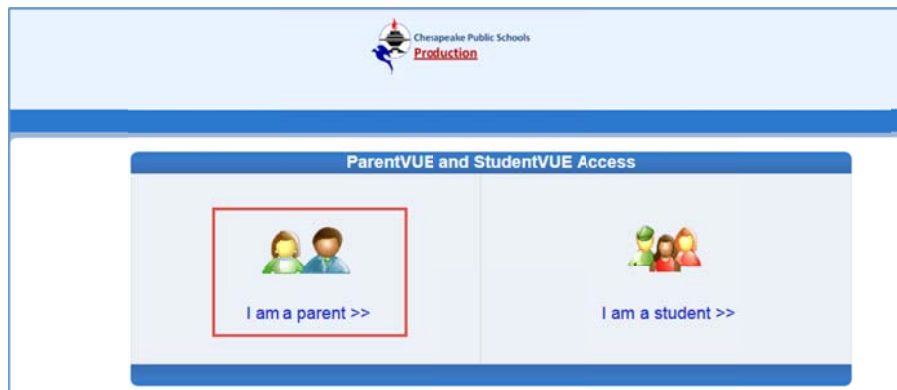 Chesapeake Public Schools
Production
ParentVUE and StudentVUE Access
I am a parent >>
I am a student >>